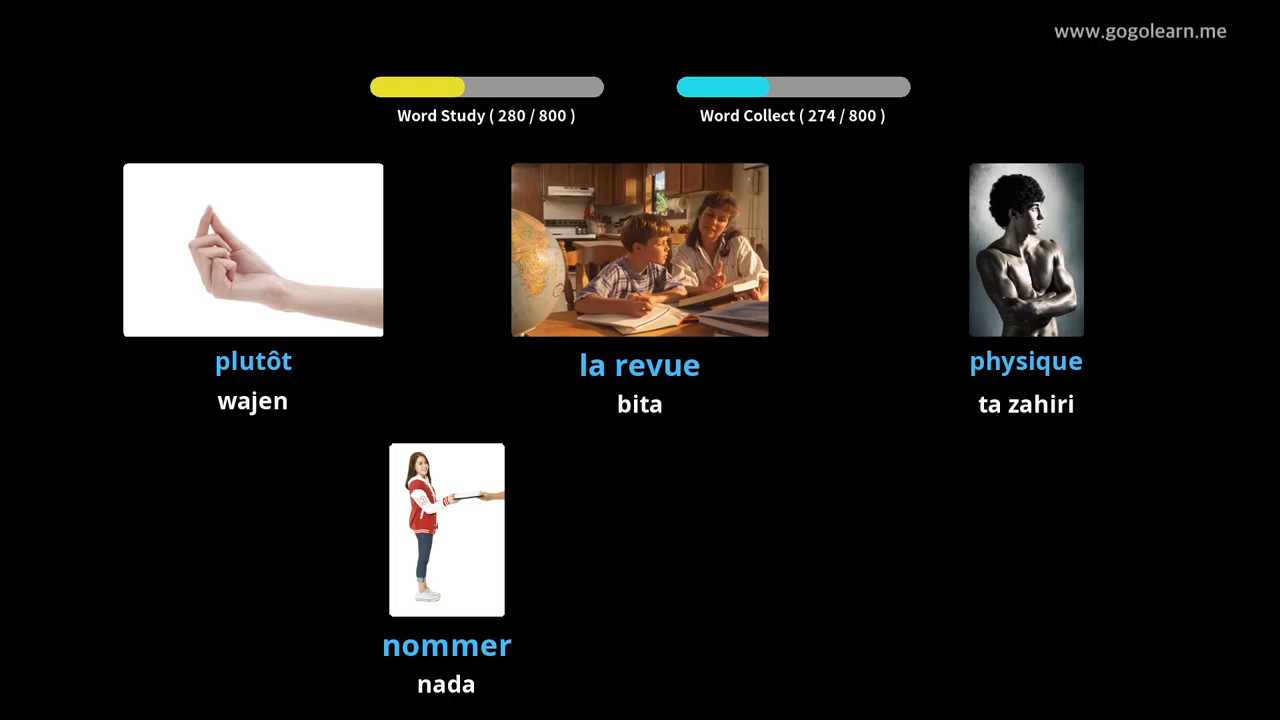 www.gogolearn.me
Word Study ( 280 / 800 )
Word Collect ( 274 / 800 )
plutôt
wajen
la revue
bita
physique
ta zahiri
nommer
nada